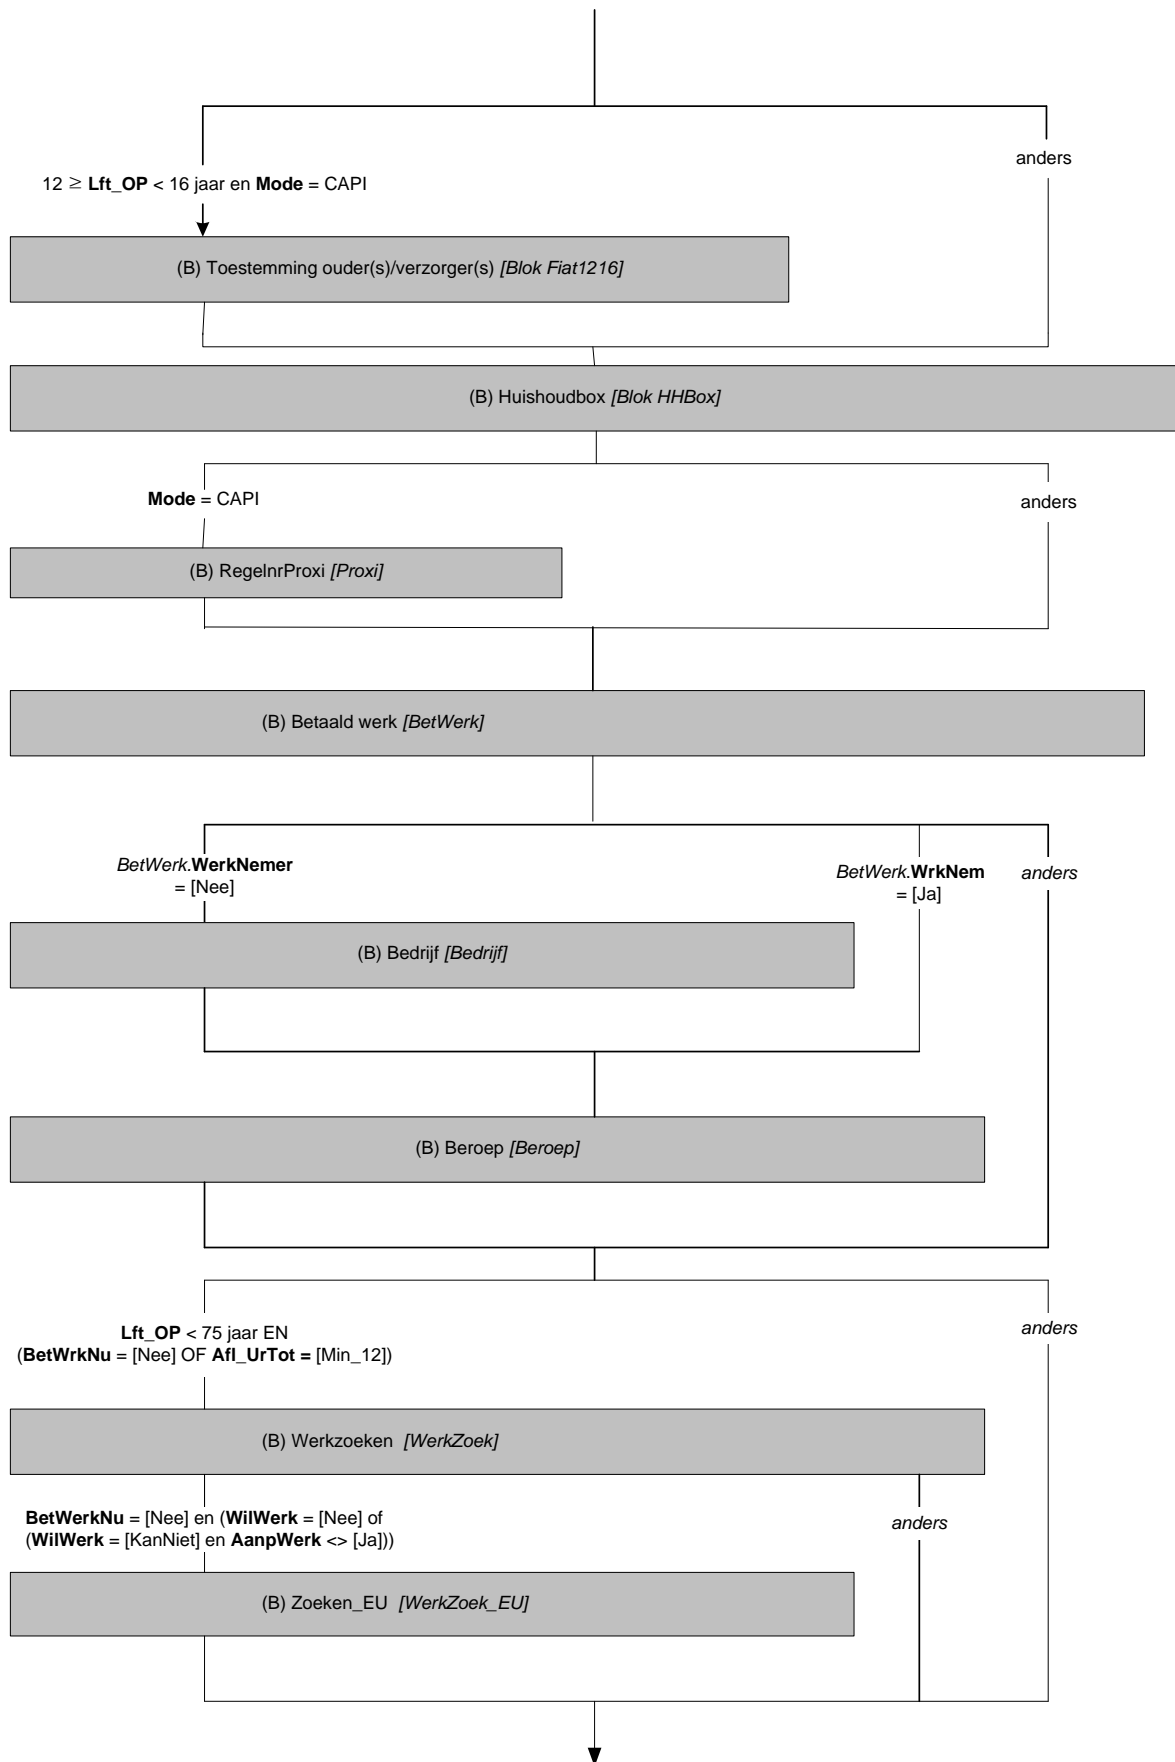 anders
12 ≥ Lft_OP < 16 jaar en Mode = CAPI
(B) Toestemming ouder(s)/verzorger(s) [Blok Fiat1216]
(B) Huishoudbox [Blok HHBox]
Mode = CAPI
anders
(B) RegelnrProxi [Proxi]
(B) Betaald werk [BetWerk]
BetWerk.WerkNemer
= [Nee]
BetWerk.WrkNem
= [Ja]
anders
(B) Bedrijf [Bedrijf]
(B) Beroep [Beroep]
Lft_OP < 75 jaar EN
(BetWrkNu = [Nee] OF Afl_UrTot = [Min_12])
anders
(B) Werkzoeken [WerkZoek]
BetWerkNu = [Nee] en (WilWerk = [Nee] of
(WilWerk = [KanNiet] en AanpWerk <> [Ja]))
anders
(B) Zoeken_EU [WerkZoek_EU]